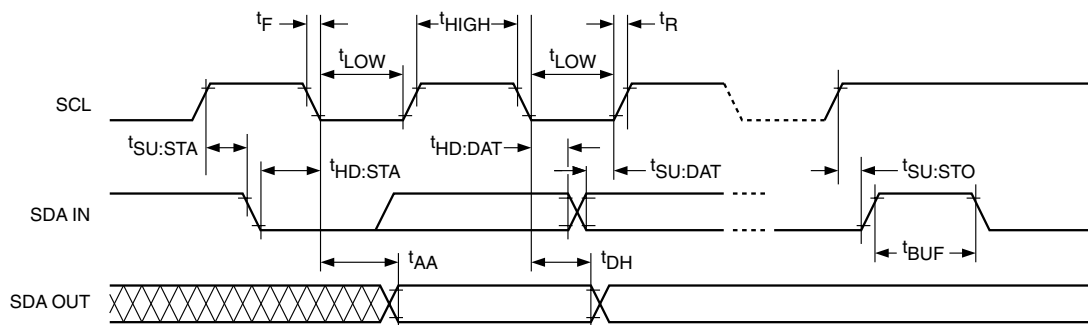 tF tHIGH tR
tLOW tLOW
SCL
tSU:STA tHD:DAT
tHD:STA tSU:DAT tSU:STO
SDA IN
tBUF
tAA tDH
SDA OUT